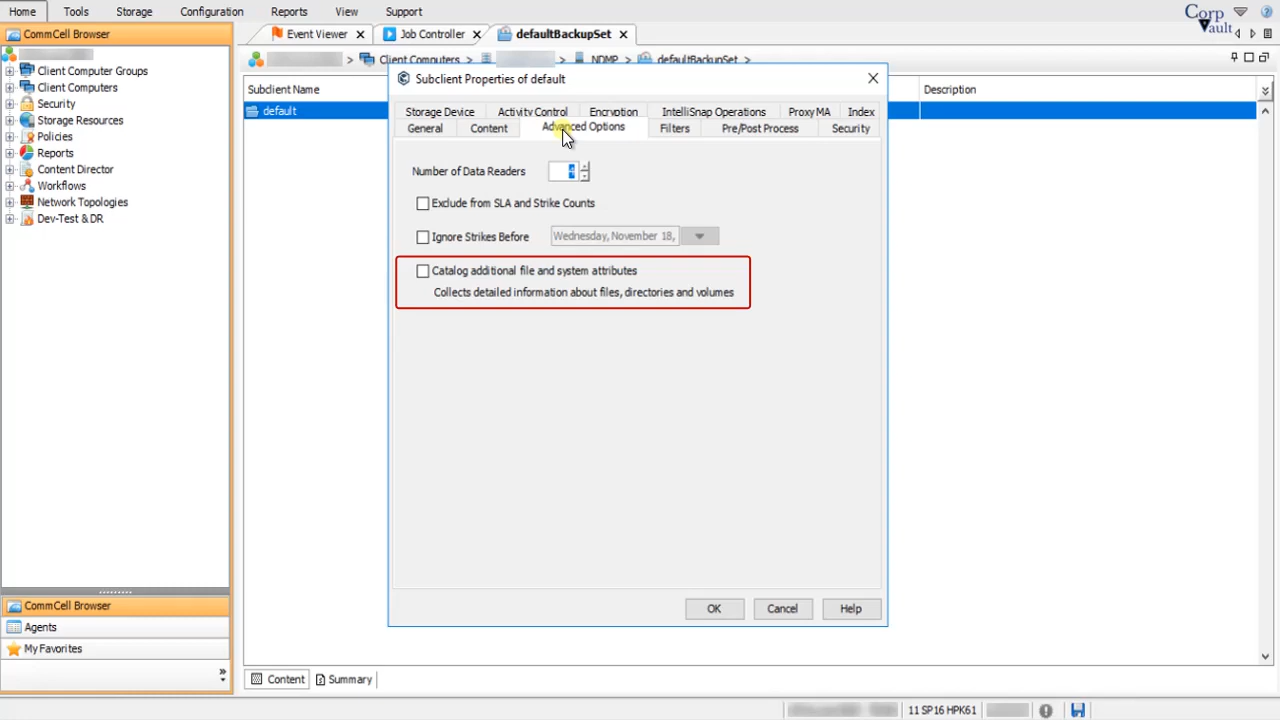 Home Tools Storage Configuration Reports View Support
Corp
Vault
CommCell Browser
Event Viewer Job Controller defaultBackupSet
> Client Computers > > NDMP > defaultBackupSet >
Client Computer Groups
Client Computers
Security
Storage Resources
Policies
Reports
Content Director
Workflows
Network Topologies
Dev-Test & DR
Subclient Name Description
default
Subclient Properties of default
Storage Device Activity Control Encryption IntelliSnap Operations Proxy MA Index
General Content Advanced Options Filters Pre/Post Process Security
Number of Data Readers
Exclude from SLA and Strike Counts
Ignore Strikes Before Wednesday, November 18,
Catalog additional file and system attributes
Collects detailed information about files, directories and volumes
OK Cancel Help
CommCell Browser
Agents
My Favorites
»
Content Summary
11 SP16 HPK61